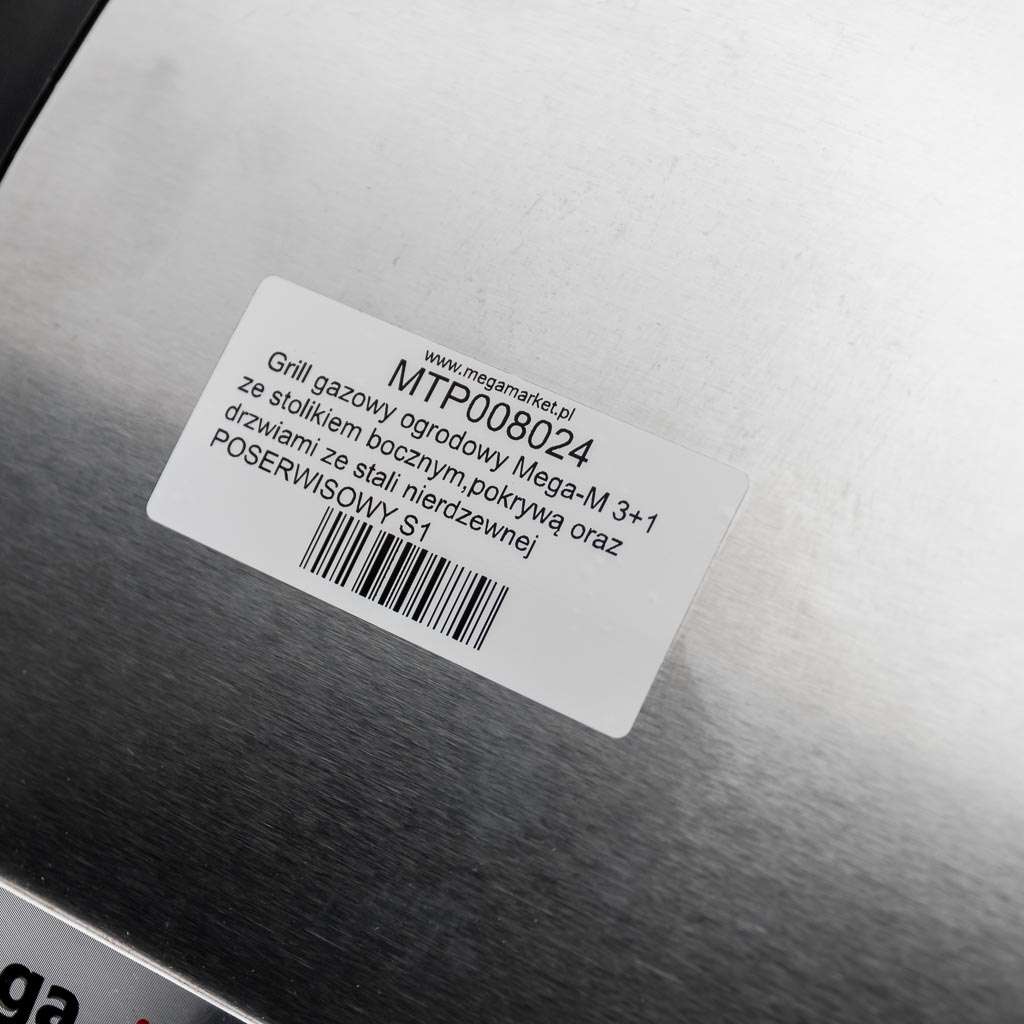 www.megamarket.pl
MTP008024
Grill gazowy ogrodowy Mega-M 3+1
ze stolikiem bocznym,pokrywą oraz
drzwiami ze stali nierdzewnej
POSERWISOWY S1
ga